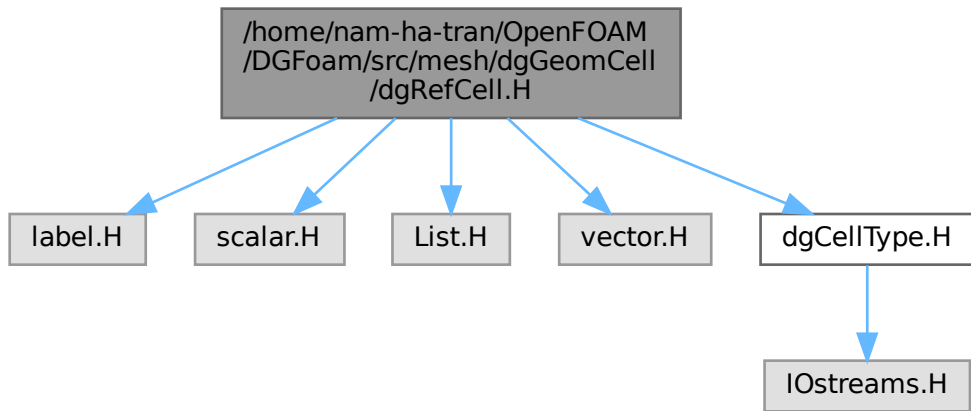 /home/nam-ha-tran/OpenFOAM
/DGFoam/src/mesh/dgGeomCell
/dgRefCell.H
label.H
scalar.H
List.H
vector.H
dgCellType.H
IOstreams.H